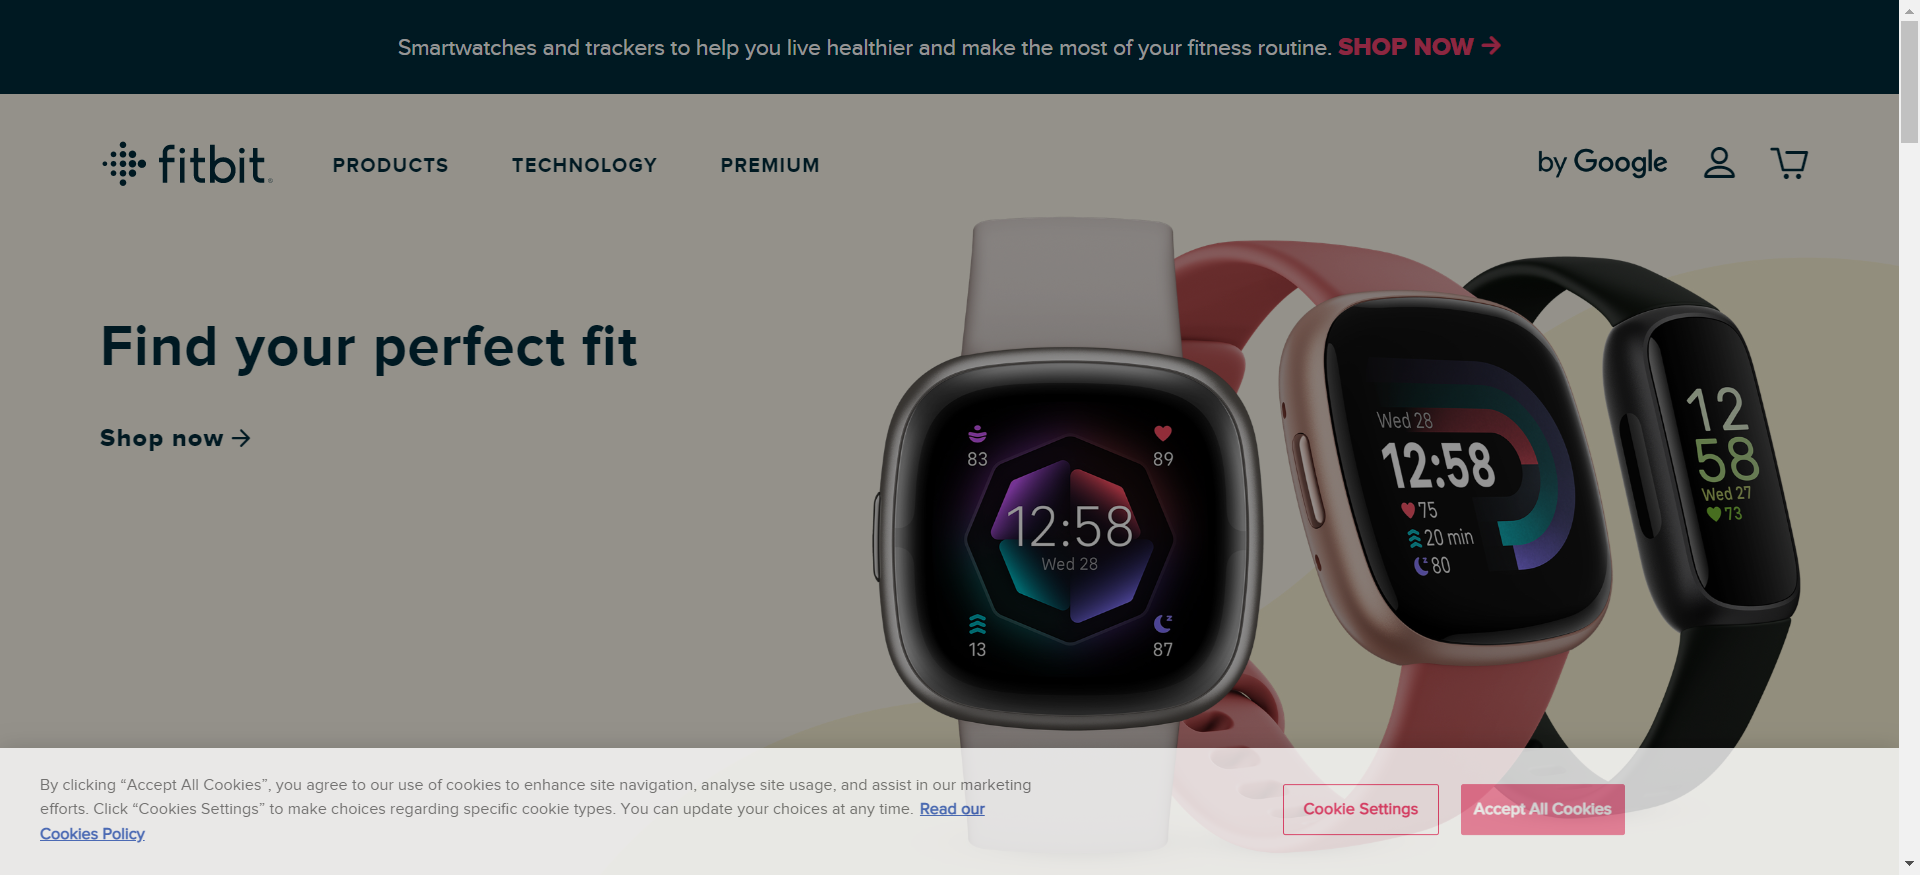 Smartwatches and trackers to help you live healthier and make the most of your fitness routine. SHOP NOW →
fitbit.
PRODUCTS
TECHNOLOGY
PREMIUM
by Google
Find your perfect fit
Shop now →
83
89
12:58
Wed 28
13
87
Wed 28
12:58
75
20 min
80
12
58
Wed 27
73
By clicking “Accept All Cookies”, you agree to our use of cookies to enhance site navigation, analyse site usage, and assist in our marketing
efforts. Click “Cookies Settings” to make choices regarding specific cookie types. You can update your choices at any time. Read our
Cookies Policy
Cookie Settings
Accept All Cookies